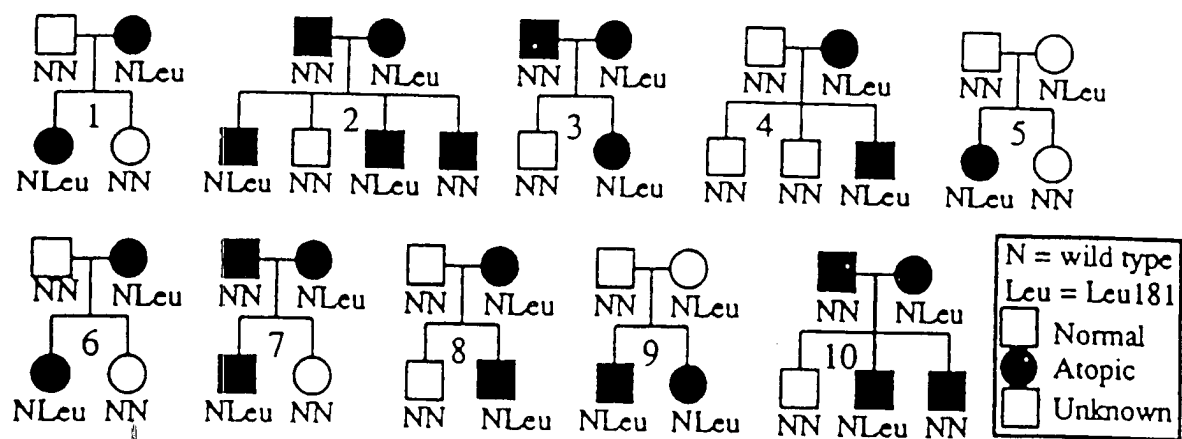 NN NLeu NN NLeu NN NLeu NN NLeu NN NLeu
1 2 3 4 5
NLeu NN NLeu NN NLeu NN NN NLeu NN NN NLeu NLeu NN
NN NLeu NN NLeu NN NLeu NN NLeu NN NLeu
6 7 8 9 10
NLeu NN NLeu NN NN NLeu NLeu NLeu NN NLeu NN
N = wild type
Leu = Leu181
Normal
Atopic
Unknown